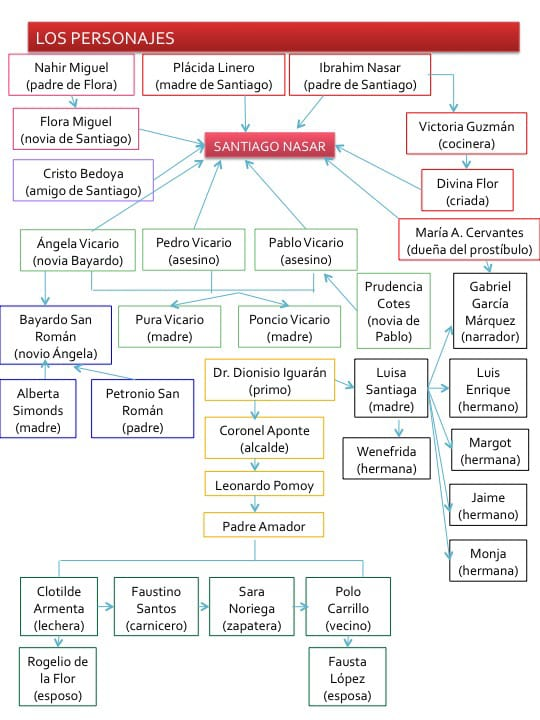 LOS PERSONAJES
Nahir Miguel
(padre de Flora)
Plácida Linero
(madre de Santiago)
Ibrahim Nasar
(padre de Santiago)
Flora Miguel
(novia de Santiago)
SANTIAGO NASAR
Victoria Guzmán
(cocinera)
Cristo Bedoya
(amigo de Santiago)
Divina Flor
(criada)
Ángela Vicario
(novia Bayardo)
Pedro Vicario
(asesino)
Pablo Vicario
(asesino)
María A. Cervantes
(dueña del prostíbulo)
Bayardo San
Román
(novio Ángela)
Pura Vicario
(madre)
Poncio Vicario
(madre)
Prudencia
Cotes
(novia de
Pablo)
Gabriel
García
Márquez
(narrador)
Alberta
Simonds
(madre)
Petronio San
Román
(padre)
Dr. Dionisio Iguarán
(primo)
Luisa
Santiaga
(madre)
Luis
Enrique
(hermano)
Coronel Aponte
(alcalde)
Wenefrida
(hermana)
Margot
(hermana)
Leonardo Pomoy
Jaime
(hermano)
Padre Amador
Monja
(hermana)
Clotilde
Armenta
(lechera)
Faustino
Santos
(carnicero)
Sara
Noriega
(zapatera)
Polo
Carrillo
(vecino)
Rogelio de
la Flor
(esposo)
Fausta
López
(esposa)